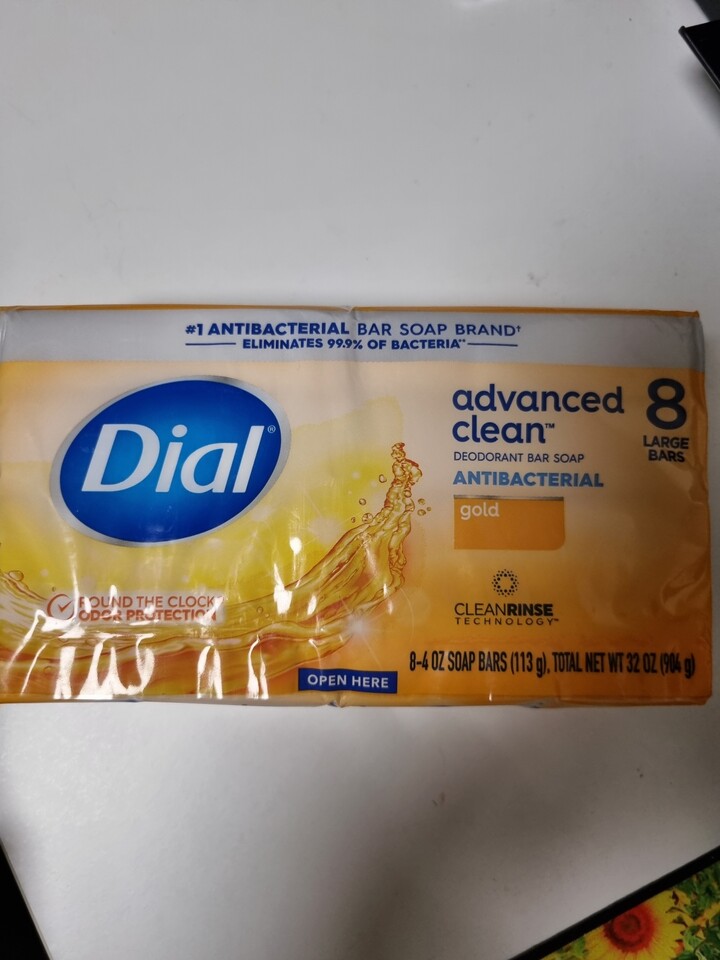 #1 ANTIBACTERIAL BAR SOAP BRAND†
ELIMINATES 99.9% OF BACTERIA**
Dial®
advanced
clean™
DEODORANT BAR SOAP
ANTIBACTERIAL
gold
8
LARGE
BARS
ROUND THE CLOCK
ODOR PROTECTION
CLEANRINSE
TECHNOLOGY™
8-4 OZ SOAP BARS (113 g), TOTAL NET WT 32 OZ (904 g)
OPEN HERE